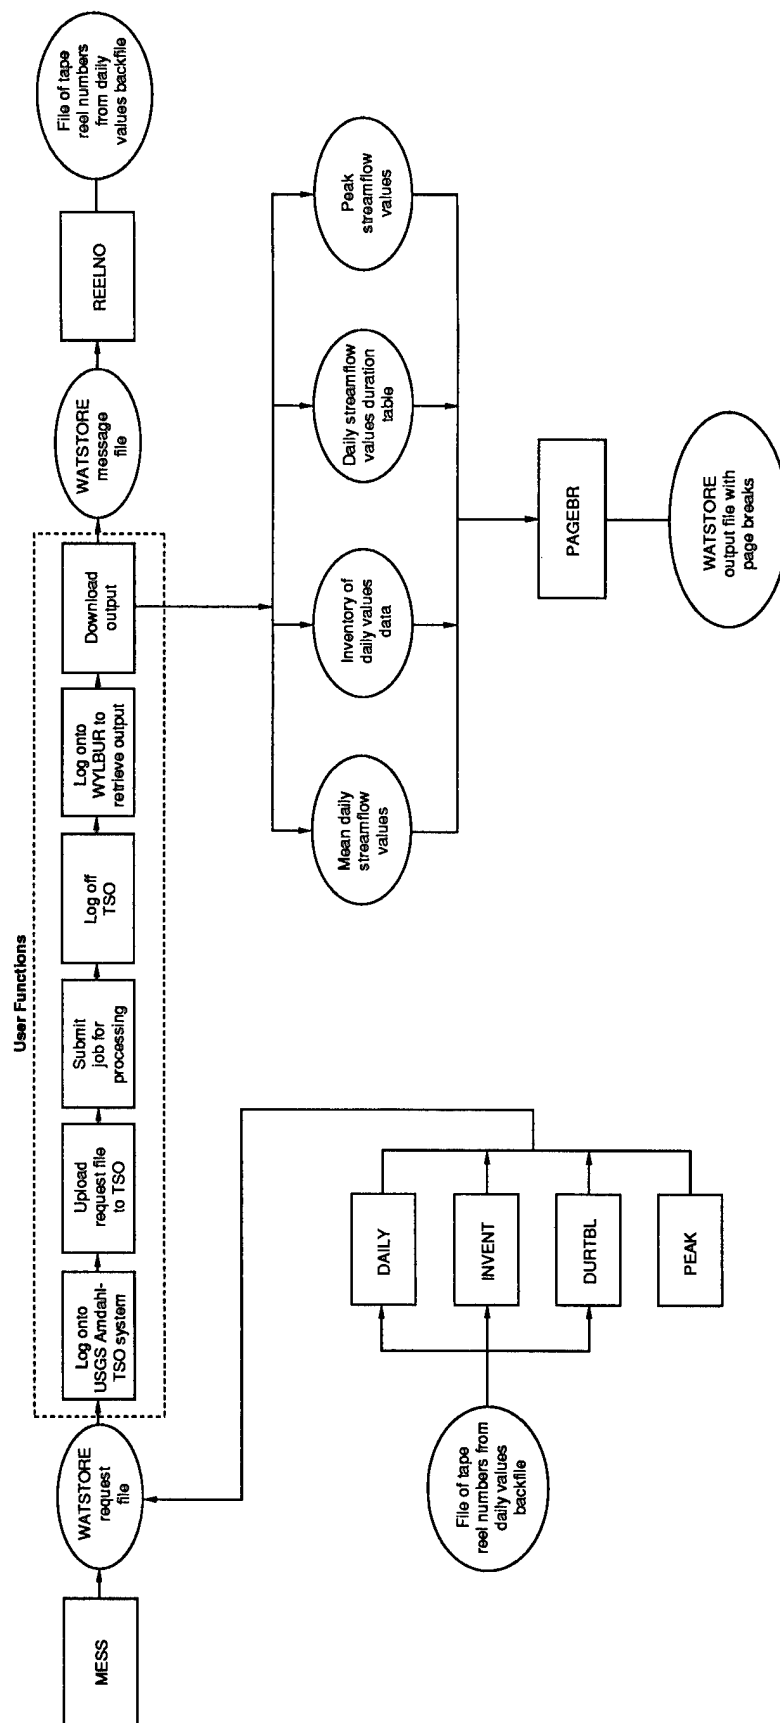 User Functions
MESS
WATSTORE
request
file
Log onto
USGS Amdahl-
TSO system
Upload
request file
to TSO
Submit
job for
processing
Log off
TSO
Log onto
WYLBUR to
retrieve output
Download
output
WATSTORE
message
file
REELNO
File of tape
reel numbers
from daily
values backfile
File of tape
reel numbers from
daily values
backfile
DAILY
INVENT
DURTBL
PEAK
Mean daily
streamflow
values
Inventory of
daily values
data
Daily streamflow
values duration
table
Peak
streamflow
values
PAGEBR
WATSTORE
output file with
page breaks